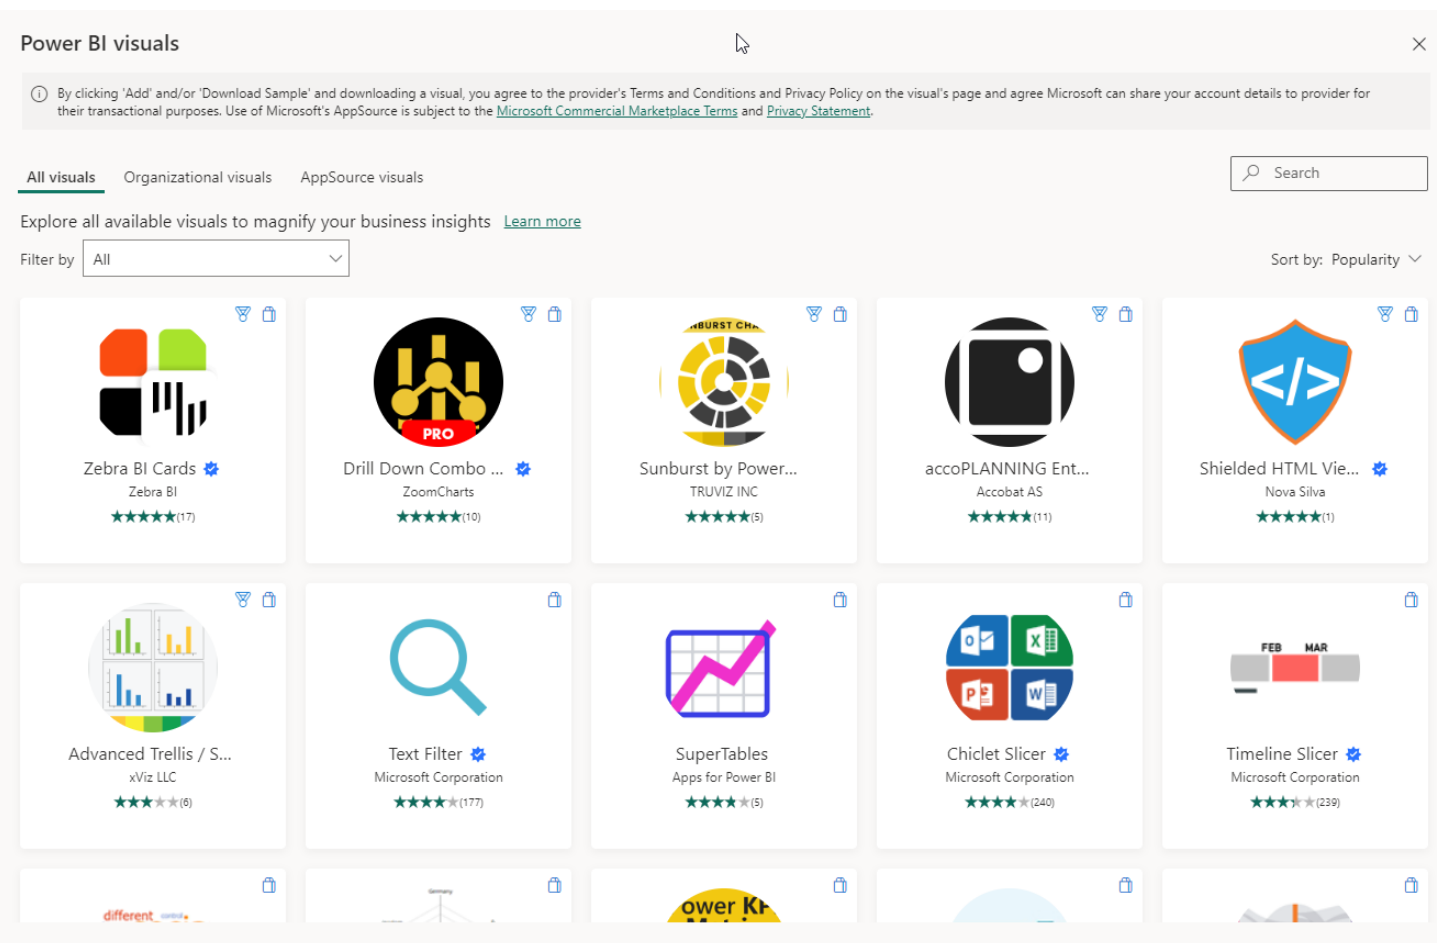 Power BI visuals
By clicking 'Add' and/or 'Download Sample' and downloading a visual, you agree to the provider's Terms and Conditions and Privacy Policy on the visual's page and agree Microsoft can share your account details to provider for
their transactional purposes. Use of Microsoft's AppSource is subject to the Microsoft Commercial Marketplace Terms and Privacy Statement.
All visuals Organizational visuals AppSource visuals
Search
Explore all available visuals to magnify your business insights Learn more
Filter by All
Sort by: Popularity
PRO
Zebra BI Cards
Zebra BI
(17)
Drill Down Combo ...
ZoomCharts
(10)
Sunburst by Power...
TRUVIZ INC
(5)
accoPLANNING Ent...
Accobat AS
(11)
</>
Shielded HTML Vie...
Nova Silva
(1)
Advanced Trellis / S...
xViz LLC
(6)
Text Filter
Microsoft Corporation
(177)
SuperTables
Apps for Power BI
(5)
Chiclet Slicer
Microsoft Corporation
(240)
FEB MAR
Timeline Slicer
Microsoft Corporation
(239)
different control
Germany
ower KP